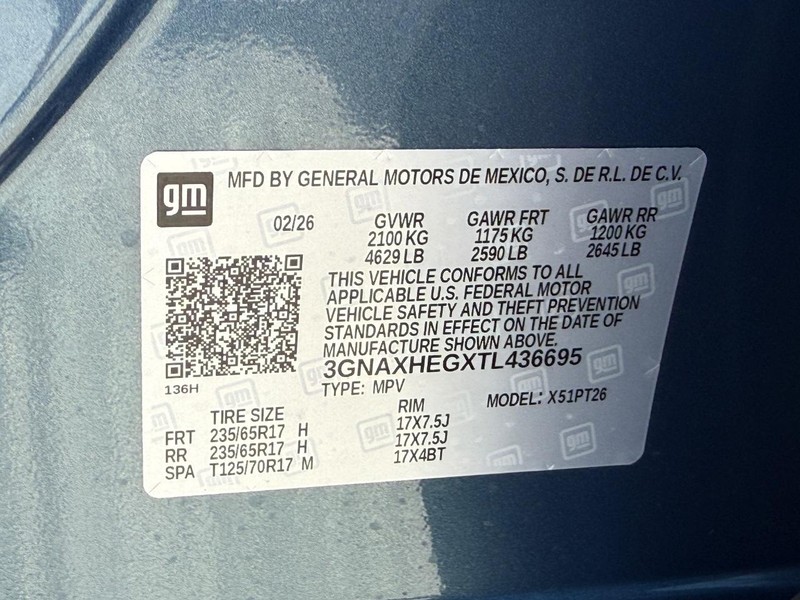 gm MFD BY GENERAL MOTORS DE MEXICO, S. DE R.L. DE C.V.
02/26 GVWR GAWR FRT GAWR RR
2100 KG 1175 KG 1200 KG
4629 LB 2590 LB 2645 LB
THIS VEHICLE CONFORMS TO ALL
APPLICABLE U.S. FEDERAL MOTOR
VEHICLE SAFETY AND THEFT PREVENTION
STANDARDS IN EFFECT ON THE DATE OF
MANUFACTURE SHOWN ABOVE.
3GNAXHEGXTL436695
136H TYPE: MPV MODEL: X51PT26
TIRE SIZE RIM
FRT 235/65R17 H 17X7.5J
RR 235/65R17 H 17X7.5J
SPA T125/70R17 M 17X4BT